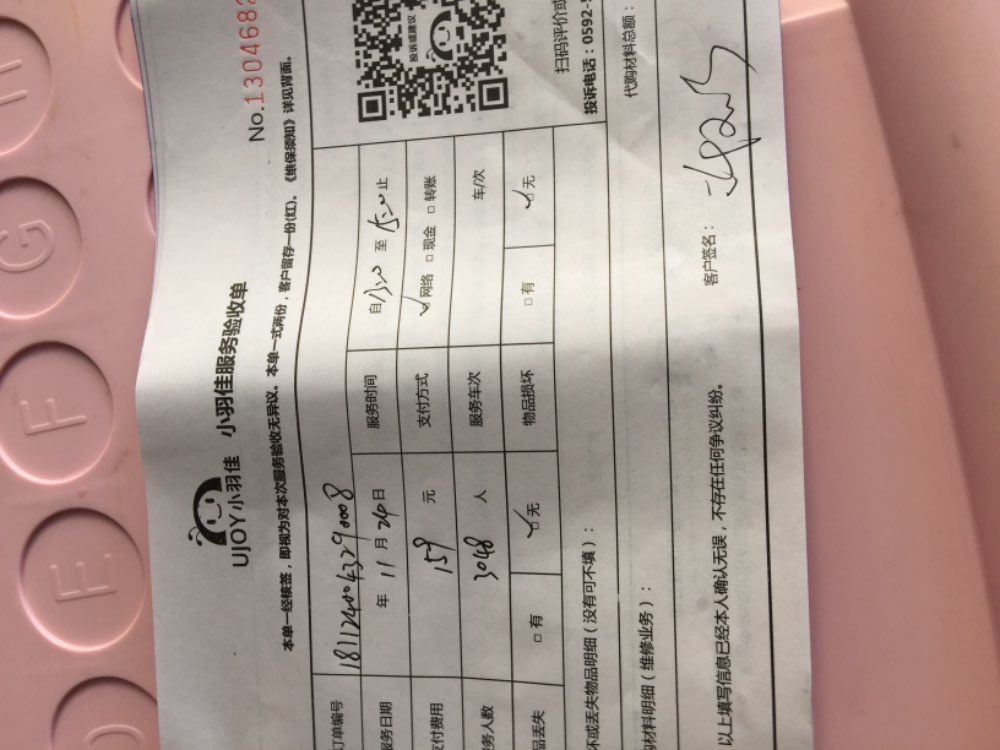 No.1304682
UJOY小羽佳 小羽佳服务验收单
本单一经核签，即视为对本次服务验收无异议。本单一式两份，客户留存一份(红)。《维保须知》详见背面。
订单编号 1811240043290008
服务日期 年 11 月 24 日 服务时间 自 至 止
支付费用 159 元 支付方式 ☑网络 □现金 □转账
务人数 3048 人 服务车次 车/次
品丢失 □有 ☑无 物品损坏 □有 ☑无
投诉或建议
扫码评价或
投诉电话：0592-
坏或丢失物品明细（没有可不填）：
购材料明细（维修业务）：
代购材料总额：
以上填写信息已经本人确认无误，不存在任何争议纠纷。
客户签名：